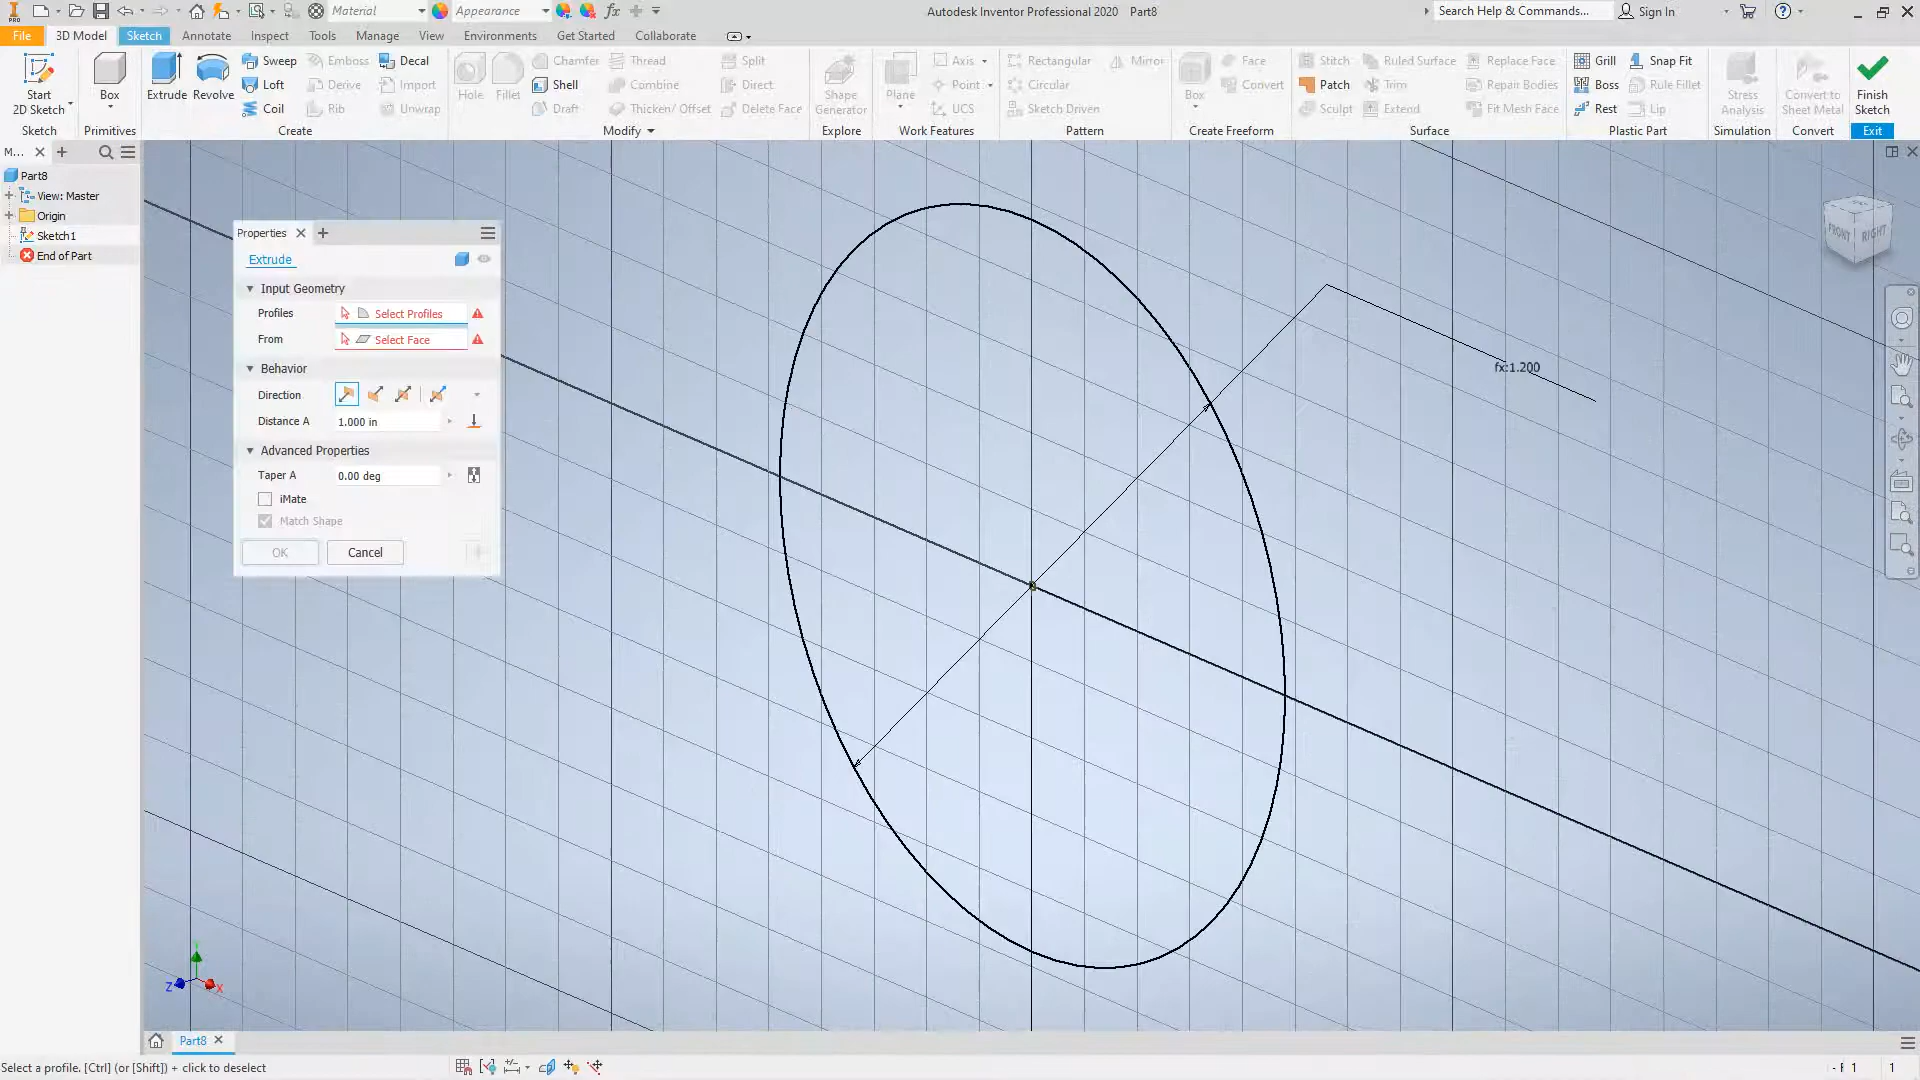 Material
Appearance
fx
Autodesk Inventor Professional 2020 Part8
Search Help & Commands...
Sign In
PRO
File
3D Model
Sketch
Annotate
Inspect
Tools
Manage
View
Environments
Get Started
Collaborate
Start
2D Sketch
Sketch
Box
Primitives
Extrude
Revolve
Sweep
Loft
Coil
Emboss
Derive
Rib
Decal
Import
Unwrap
Create
Hole
Fillet
Chamfer
Shell
Draft
Thread
Combine
Thicken/ Offset
Split
Direct
Delete Face
Modify
Shape
Generator
Explore
Plane
Axis
Point
UCS
Work Features
Rectangular
Circular
Sketch Driven
Mirror
Pattern
Box
Face
Convert
Create Freeform
Stitch
Patch
Sculpt
Ruled Surface
Trim
Extend
Replace Face
Repair Bodies
Fit Mesh Face
Surface
Grill
Boss
Rest
Snap Fit
Rule Fillet
Lip
Plastic Part
Stress
Analysis
Simulation
Convert to
Sheet Metal
Convert
Finish
Sketch
Exit
M...
Part8
View: Master
Origin
Sketch1
End of Part
Properties
Extrude
Input Geometry
Profiles
Select Profiles
From
Select Face
Behavior
Direction
Distance A
1.000 in
Advanced Properties
Taper A
0.00 deg
iMate
Match Shape
OK
Cancel
fx:1.200
FRONT
RIGHT
Y
Z
X
Part8
Select a profile. [Ctrl] (or [Shift]) + click to deselect
1
1